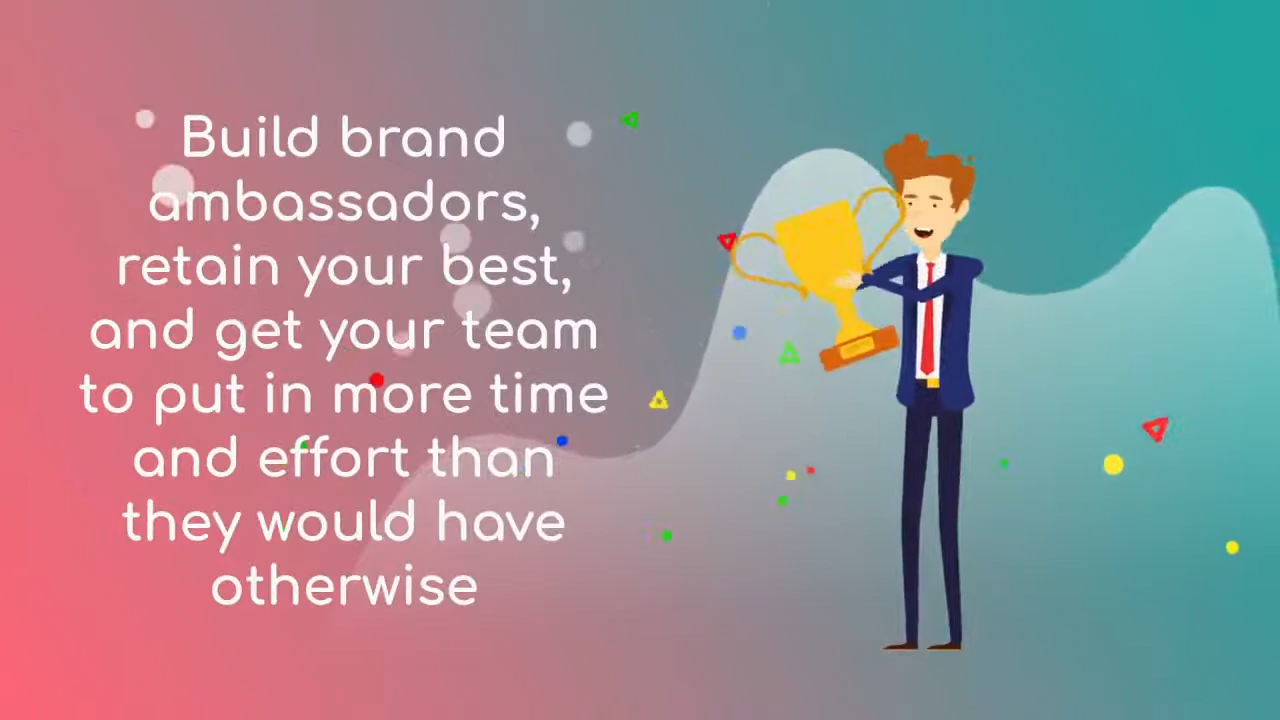 Build brand
ambassadors,
retain your best,
and get your team
to put in more time
and effort than
they would have
otherwise